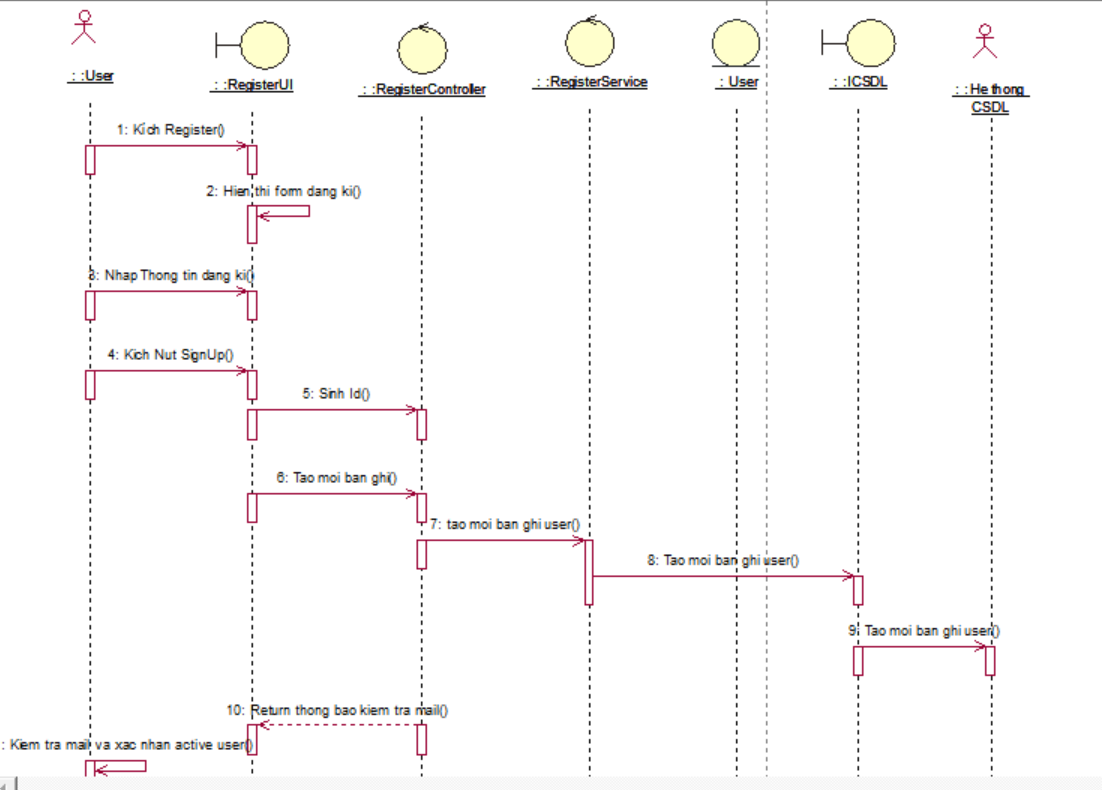 : :User
: :RegisterUI
: :RegisterController
: :RegisterService
: User
: :ICSDL
: :He thong
CSDL
1: Kích Register()
2: Hien thi form dang ki()
3: Nhap Thong tin dang ki()
4: Kich Nut SignUp()
5: Sinh Id()
6: Tao moi ban ghi()
7: tao moi ban ghi user()
8: Tao moi ban ghi user()
9: Tao moi ban ghi user()
10: Return thong bao kiem tra mail()
: Kiem tra mail va xac nhan active user()